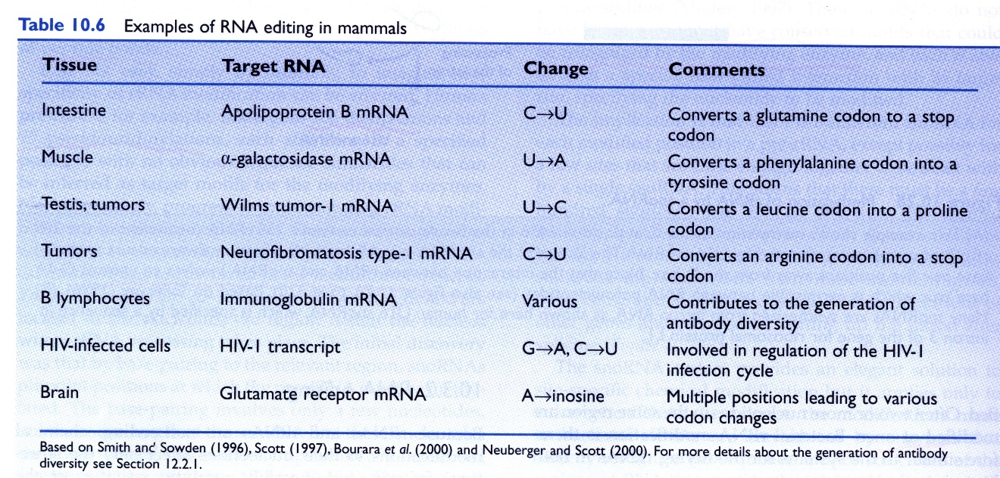 Table 10.6 Examples of RNA editing in mammals
Tissue Target RNA Change Comments
Intestine Apolipoprotein B mRNA C→U Converts a glutamine codon to a stop
codon
Muscle α-galactosidase mRNA U→A Converts a phenylalanine codon into a
tyrosine codon
Testis, tumors Wilms tumor-1 mRNA U→C Converts a leucine codon into a proline
codon
Tumors Neurofibromatosis type-1 mRNA C→U Converts an arginine codon into a stop
codon
B lymphocytes Immunoglobulin mRNA Various Contributes to the generation of
antibody diversity
HIV-infected cells HIV-1 transcript G→A, C→U Involved in regulation of the HIV-1
infection cycle
Brain Glutamate receptor mRNA A→inosine Multiple positions leading to various
codon changes
Based on Smith and Sowden (1996), Scott (1997), Bourara et al. (2000) and Neuberger and Scott (2000). For more details about the generation of antibody
diversity see Section 12.2.1.